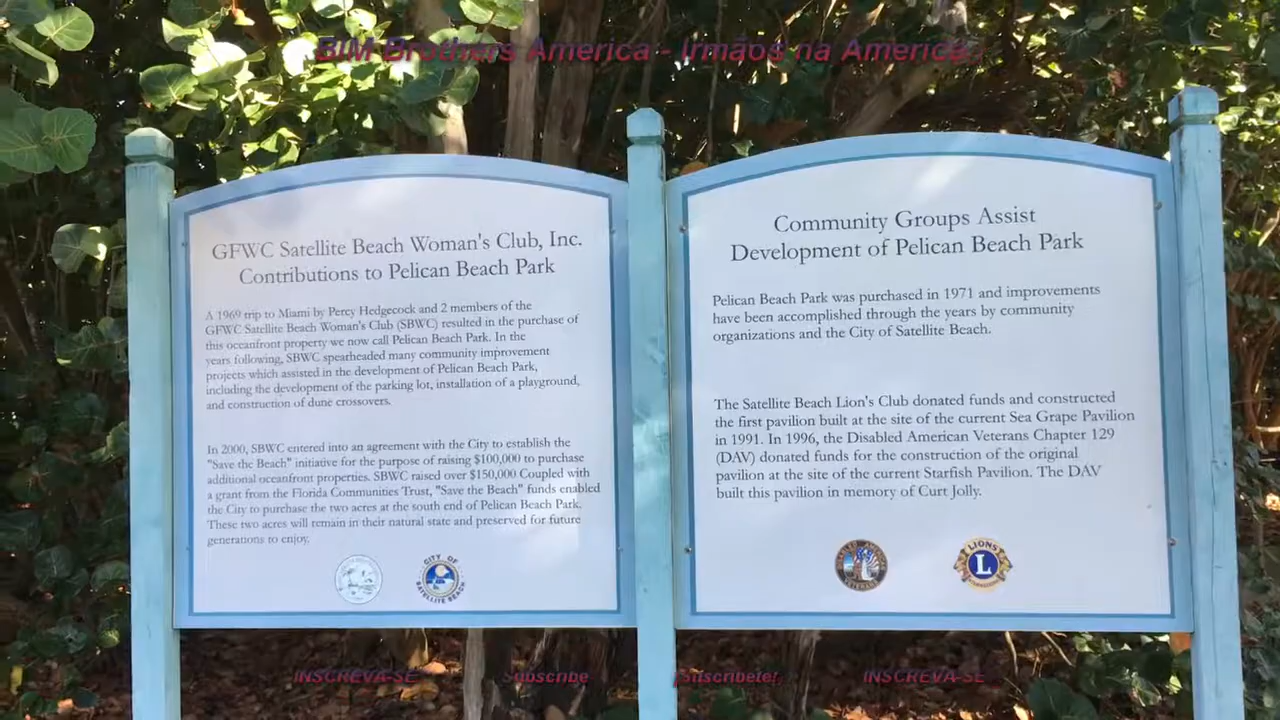 BIM Brothers America - Irmãos na América
GFWC Satellite Beach Woman's Club, Inc.
Contributions to Pelican Beach Park
A 1969 trip to Miami by Percy Hedgecock and 2 members of the
GFWC Satellite Beach Woman's Club (SBWC) resulted in the purchase of
this oceanfront property we now call Pelican Beach Park. In the
years following, SBWC spearheaded many community improvement
projects which assisted in the development of Pelican Beach Park,
including the development of the parking lot, installation of a playground,
and construction of dune crossovers.
In 2000, SBWC entered into an agreement with the City to establish the
"Save the Beach" initiative for the purpose of raising $100,000 to purchase
additional oceanfront properties. SBWC raised over $150,000 Coupled with
a grant from the Florida Communities Trust, "Save the Beach" funds enabled
the City to purchase the two acres at the south end of Pelican Beach Park.
These two acres will remain in their natural state and preserved for future
generations to enjoy.
CITY OF
SATELLITE BEACH
Community Groups Assist
Development of Pelican Beach Park
Pelican Beach Park was purchased in 1971 and improvements
have been accomplished through the years by community
organizations and the City of Satellite Beach.
The Satellite Beach Lion's Club donated funds and constructed
the first pavilion built at the site of the current Sea Grape Pavilion
in 1991. In 1996, the Disabled American Veterans Chapter 129
(DAV) donated funds for the construction of the original
pavilion at the site of the current Starfish Pavilion. The DAV
built this pavilion in memory of Curt Jolly.
LIONS
L
INSCREVA-SE Subscribe ¡Suscríbete! INSCREVA-SE